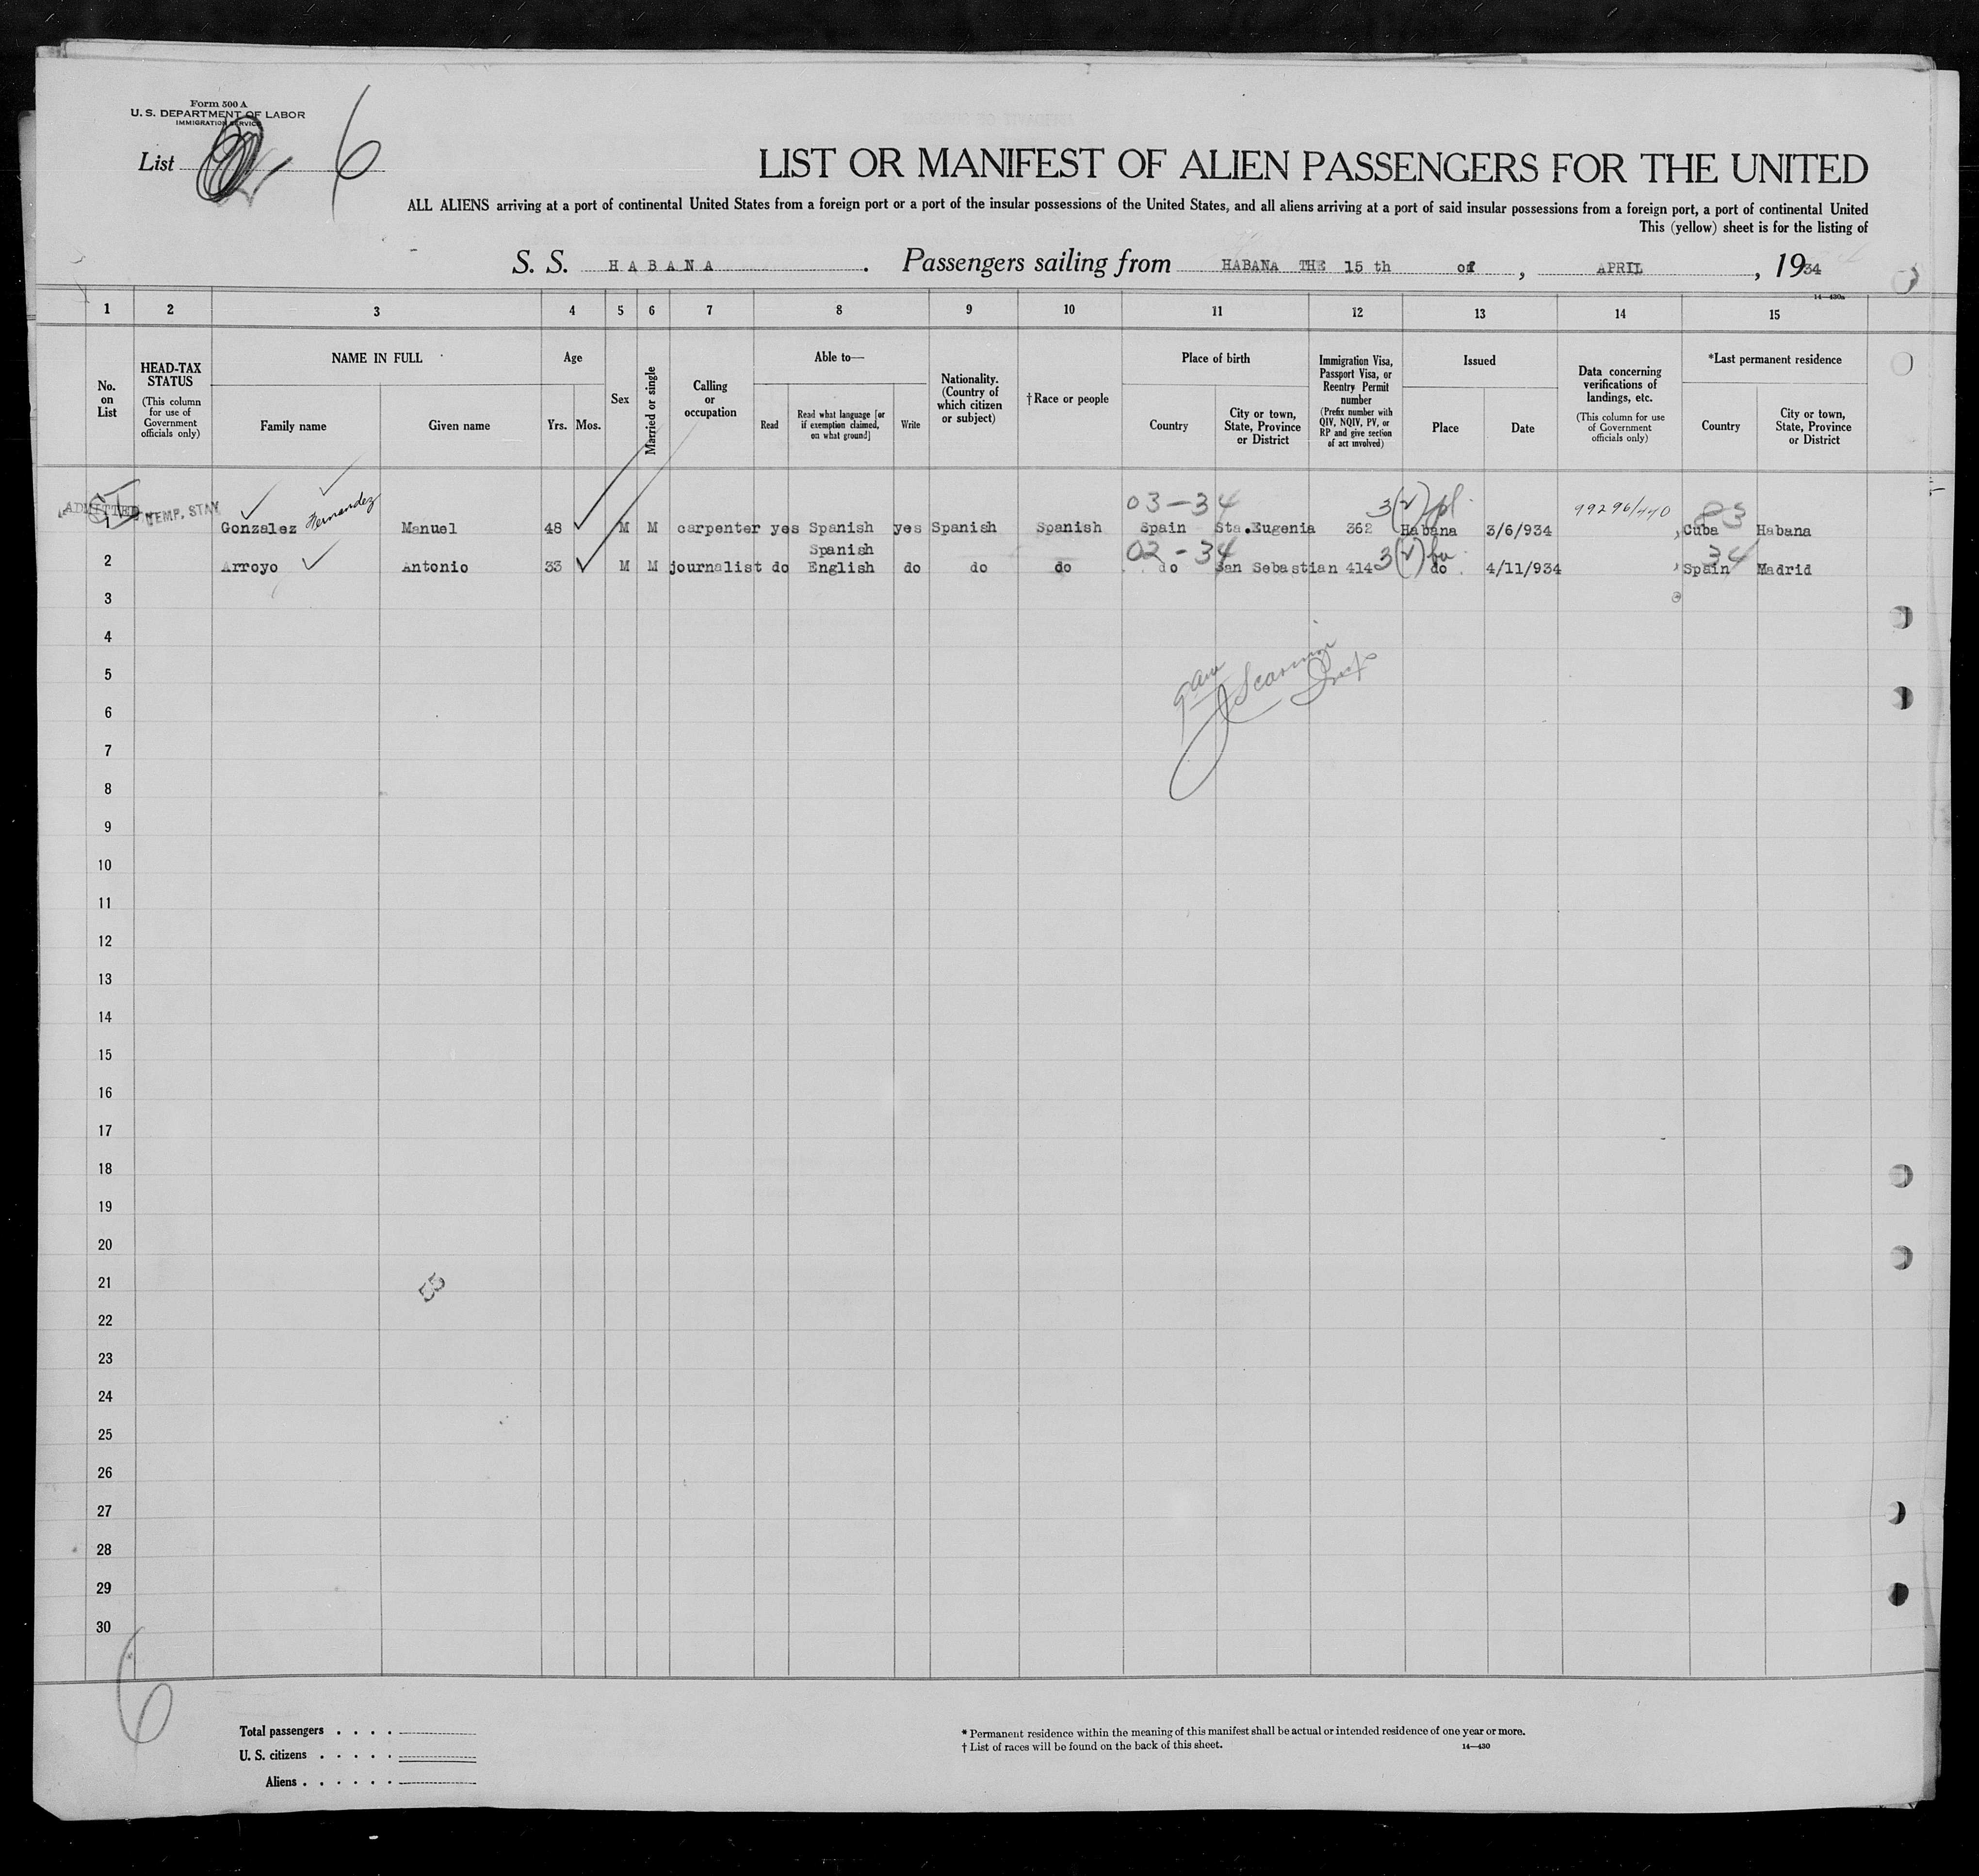 Form 500 A
U. S. DEPARTMENT OF LABOR
IMMIGRATION SERVICE
List 6
LIST OR MANIFEST OF ALIEN PASSENGERS FOR THE UNITED
ALL ALIENS arriving at a port of continental United States from a foreign port or a port of the insular possessions of the United States, and all aliens arriving at a port of said insular possessions from a foreign port, a port of continental United
This (yellow) sheet is for the listing of
S. S. HABANA. Passengers sailing from HABANA THE 15 th of, APRIL, 1934
14—430a
1 2 3 4 5 6 7 8 9 10 11 12 13 14 15
No. on List
HEAD-TAX STATUS
(This column for use of Government officials only)
NAME IN FULL
Family name
Given name
Age
Yrs.
Mos.
Sex
Married or single
Calling or occupation
Able to—
Read
Read what language [or if exemption claimed, on what ground]
Write
Nationality. (Country of which citizen or subject)
†Race or people
Place of birth
Country
City or town, State, Province or District
Immigration Visa, Passport Visa, or Reentry Permit number
(Prefix number with QIV, NQIV, PV, or RP and give section of act involved)
Issued
Place
Date
Data concerning verifications of landings, etc.
(This column for use of Government officials only)
*Last permanent residence
Country
City or town, State, Province or District
03-34 3(2)pl 99296/440 83
ADMITTED TEMP. STAY
1 Gonzalez Hernandez Manuel 48 M M carpenter yes Spanish yes Spanish Spanish Spain Sta.Eugenia 362 Habana 3/6/934 Cuba Habana
Spanish 02-34 34
2 Arroyo Antonio 33 M M journalist do English do do do do San Sebastian 414 3(2) do 4/11/934 Spain Madrid
3
4
5
6
7
8
9
10
11
12
13
14
15
16
17
18
19
20
21
22
23
24
25
26
27
28
29
30
6
Total passengers . . . .
U. S. citizens . . . . .
Aliens . . . . . .
* Permanent residence within the meaning of this manifest shall be actual or intended residence of one year or more.
† List of races will be found on the back of this sheet.
14—430